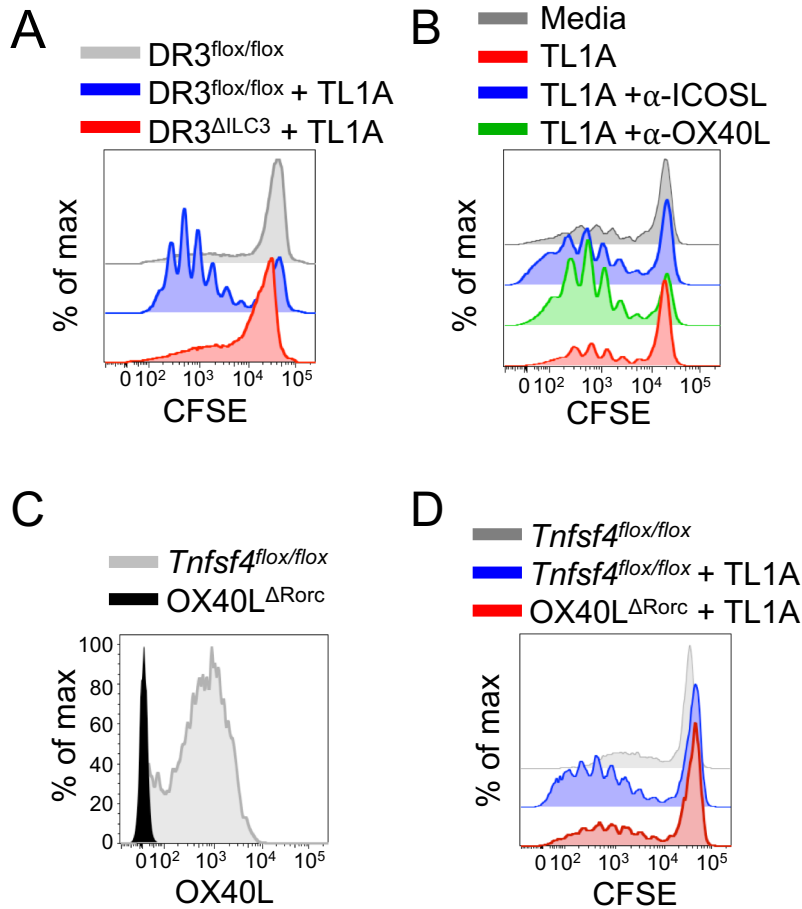 A
DR3flox/flox
DR3flox/flox + TL1A
DR3ΔILC3 + TL1A
% of max
0 10² 10³ 10⁴ 10⁵
CFSE
B
Media
TL1A
TL1A +α-ICOSL
TL1A +α-OX40L
% of max
0 10² 10³ 10⁴ 10⁵
CFSE
C
Tnfsf4flox/flox
OX40LΔRorc
% of max
100
80
60
40
20
0
0 10² 10³ 10⁴ 10⁵
OX40L
D
Tnfsf4flox/flox
Tnfsf4flox/flox + TL1A
OX40LΔRorc + TL1A
% of max
0 10² 10³ 10⁴ 10⁵
CFSE